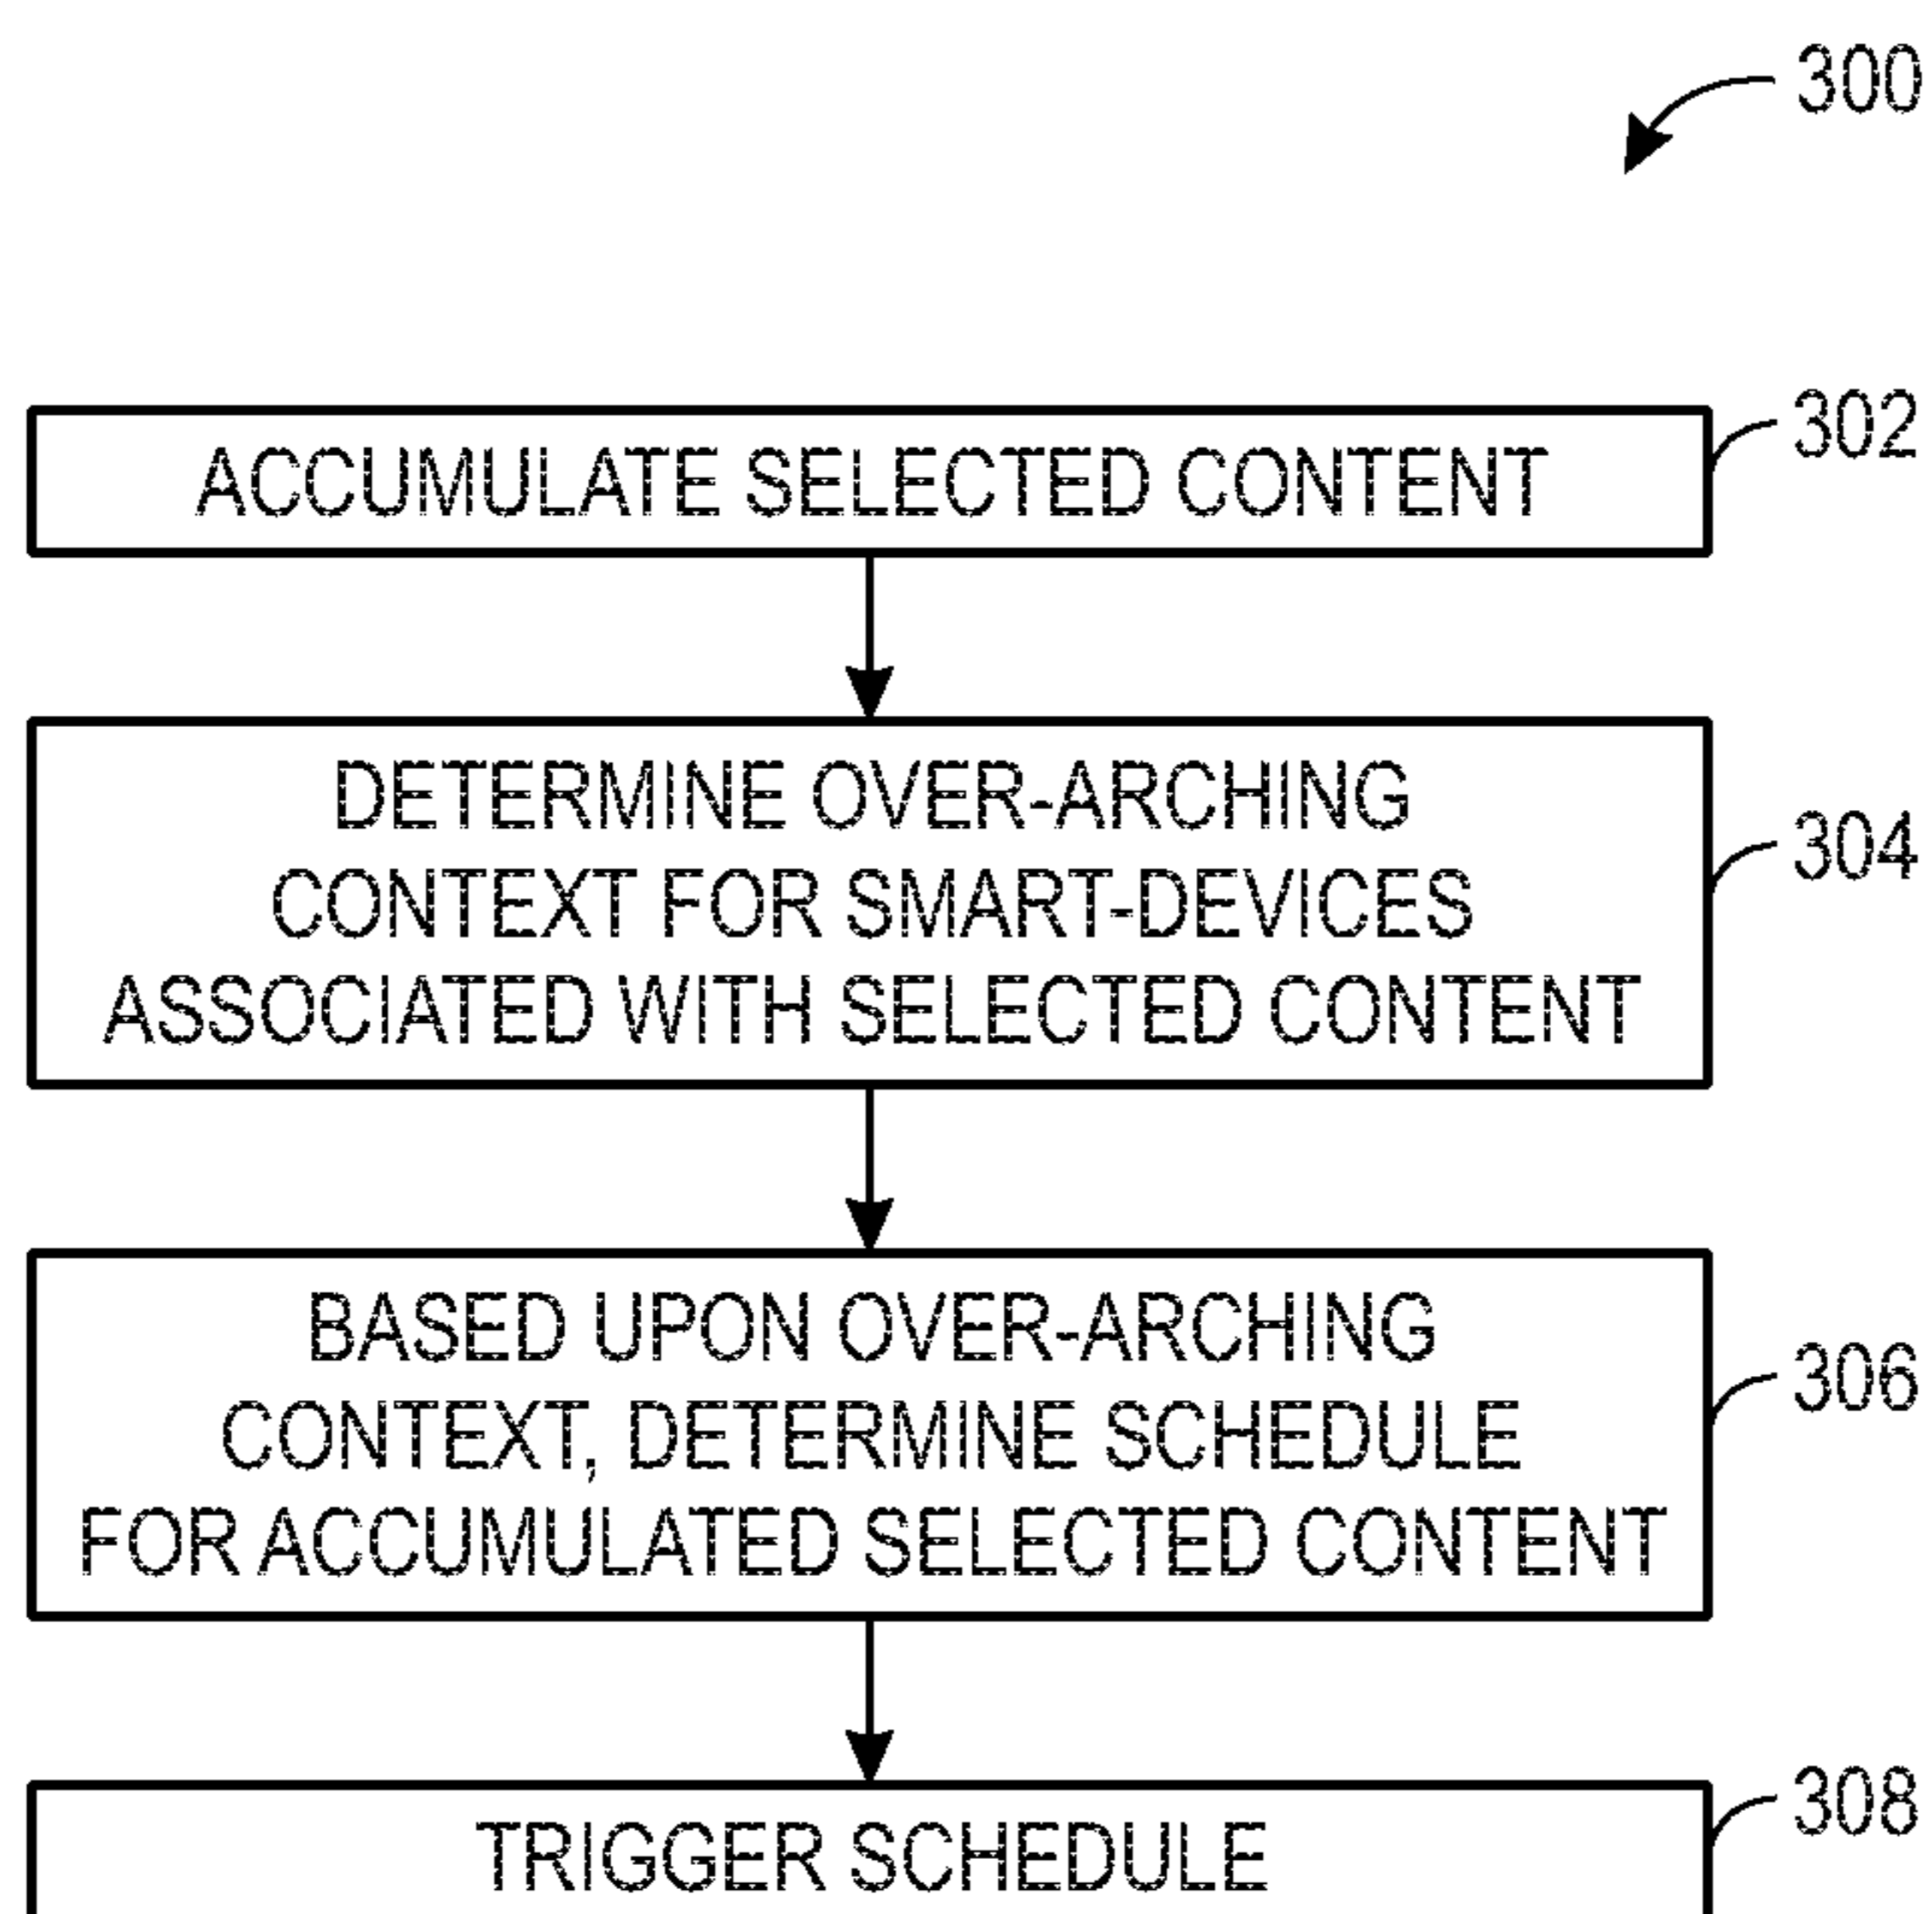 300
ACCUMULATE SELECTED CONTENT
302
DETERMINE OVER-ARCHING
CONTEXT FOR SMART-DEVICES
ASSOCIATED WITH SELECTED CONTENT
304
BASED UPON OVER-ARCHING
CONTEXT, DETERMINE SCHEDULE
FOR ACCUMULATED SELECTED CONTENT
306
TRIGGER SCHEDULE
308